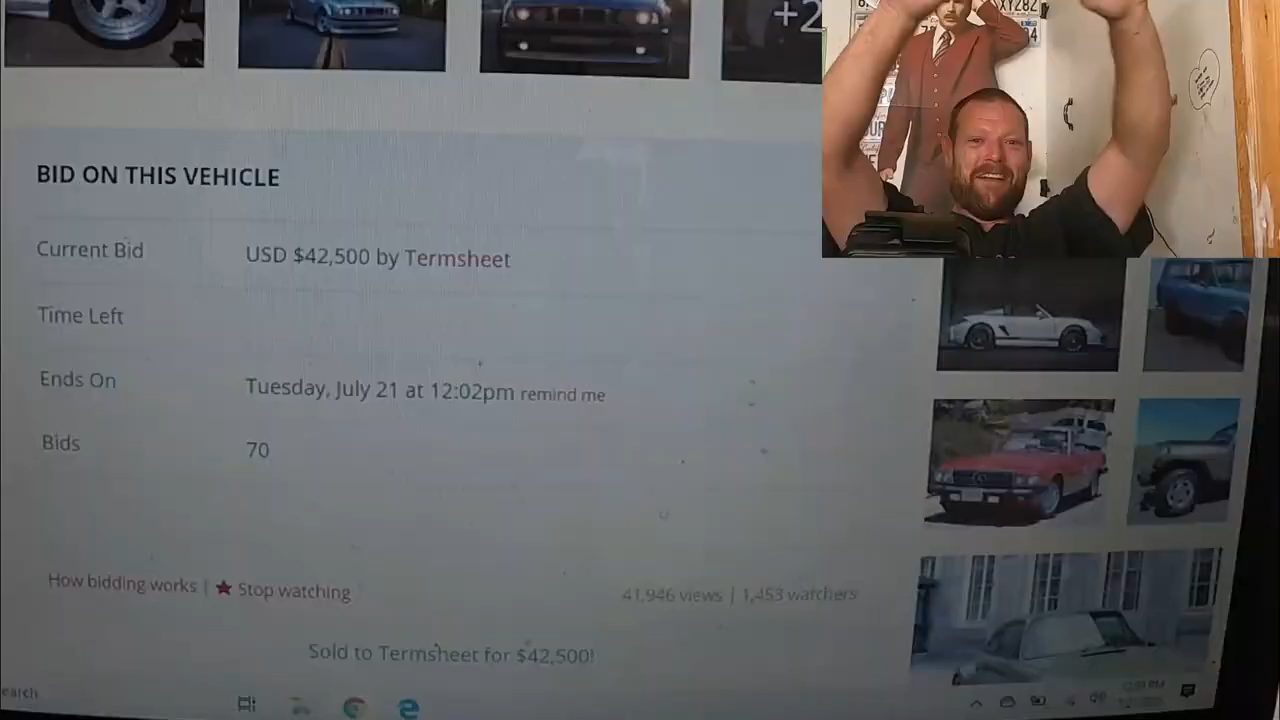 +2
BID ON THIS VEHICLE
Current Bid
USD $42,500 by Termsheet
Time Left
Ends On
Tuesday, July 21 at 12:02pm remind me
Bids
70
How bidding works | ★ Stop watching
41,946 views | 1,453 watchers
Sold to Termsheet for $42,500!
earch